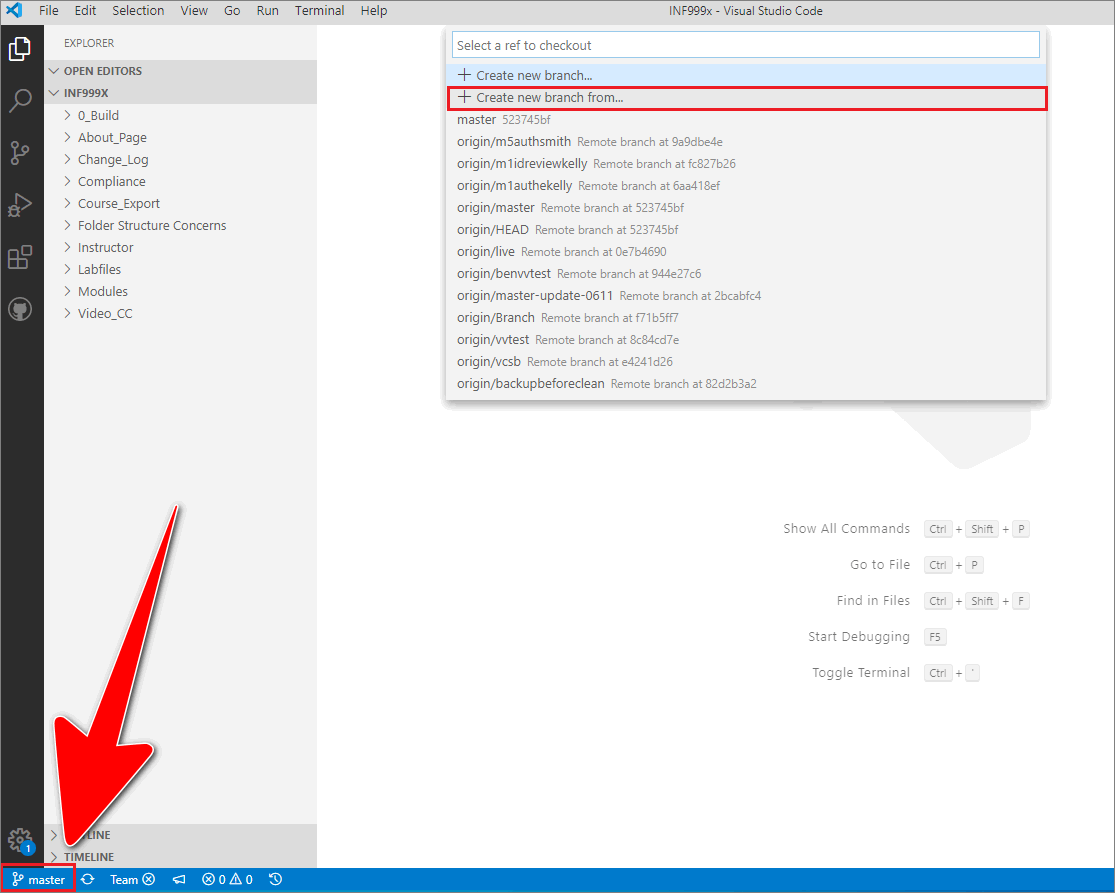 File Edit Selection View Go Run Terminal Help INF999x - Visual Studio Code
EXPLORER
OPEN EDITORS
INF999X
0_Build
About_Page
Change_Log
Compliance
Course_Export
Folder Structure Concerns
Instructor
Labfiles
Modules
Video_CC
Select a ref to checkout
Create new branch...
Create new branch from...
master 523745bf
origin/m5authsmith Remote branch at 9a9dbe4e
origin/m1idreviewkelly Remote branch at fc827b26
origin/m1authekelly Remote branch at 6aa418ef
origin/master Remote branch at 523745bf
origin/HEAD Remote branch at 523745bf
origin/live Remote branch at 0e7b4690
origin/benvvtest Remote branch at 944e27c6
origin/master-update-0611 Remote branch at 2bcabfc4
origin/Branch Remote branch at f71b5ff7
origin/vvtest Remote branch at 8c84cd7e
origin/vcsb Remote branch at e4241d26
origin/backupbeforeclean Remote branch at 82d2b3a2
Show All Commands Ctrl + Shift + P
Go to File Ctrl + P
Find in Files Ctrl + Shift + F
Start Debugging F5
Toggle Terminal Ctrl + `
LINE
TIMELINE
1
master Team 0 0